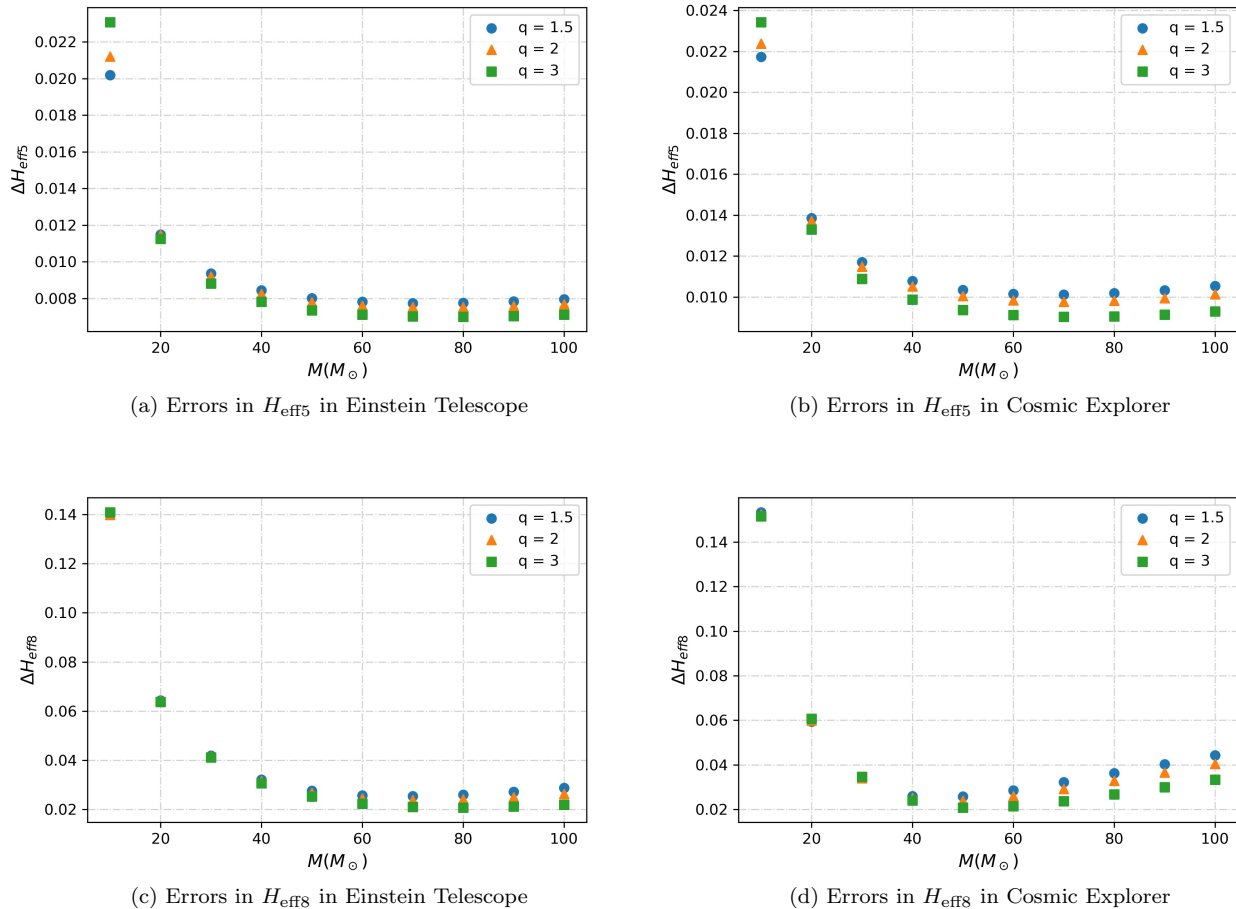 0.022
0.020
0.018
0.016
0.014
0.012
0.010
0.008
ΔH_eff5
20 40 60 80 100
M(M_⊙)
q = 1.5
q = 2
q = 3
(a) Errors in H_eff5 in Einstein Telescope
0.024
0.022
0.020
0.018
0.016
0.014
0.012
0.010
ΔH_eff5
20 40 60 80 100
M(M_⊙)
q = 1.5
q = 2
q = 3
(b) Errors in H_eff5 in Cosmic Explorer
0.14
0.12
0.10
0.08
0.06
0.04
0.02
ΔH_eff8
20 40 60 80 100
M(M_⊙)
q = 1.5
q = 2
q = 3
(c) Errors in H_eff8 in Einstein Telescope
0.14
0.12
0.10
0.08
0.06
0.04
0.02
ΔH_eff8
20 40 60 80 100
M(M_⊙)
q = 1.5
q = 2
q = 3
(d) Errors in H_eff8 in Cosmic Explorer